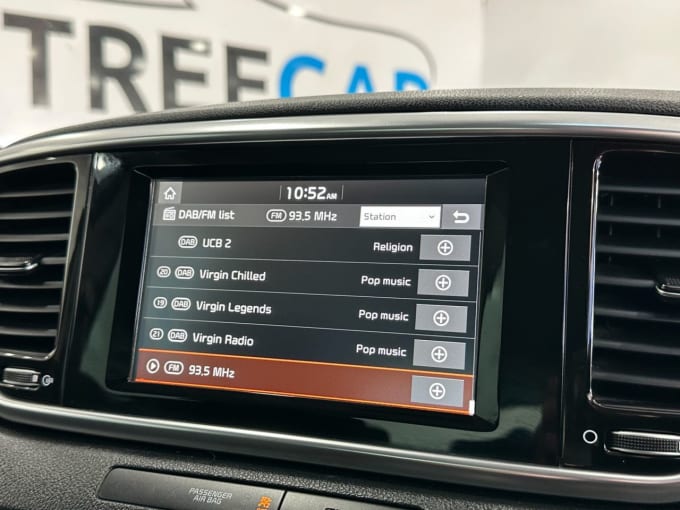 TREECAR
10:52 AM
DAB/FM list FM 93.5 MHz Station
DAB UCB 2 Religion
20 DAB Virgin Chilled Pop music
19 DAB Virgin Legends Pop music
21 DAB Virgin Radio Pop music
FM 93.5 MHz
PASSENGER
AIR BAG